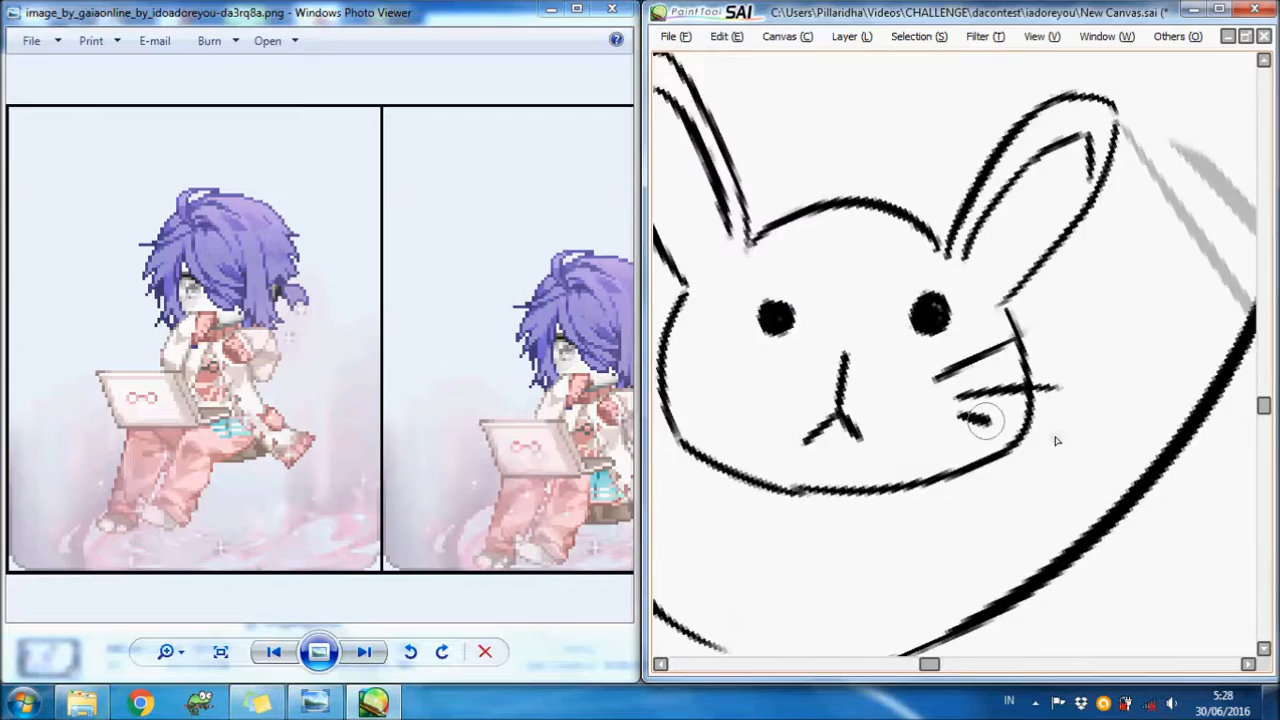 image_by_gaiaonline_by_idoadoreyou-da3rq8a.png - Windows Photo Viewer
File Print E-mail Burn Open
PaintTool SAI C:\Users\Pillaridha\Videos\CHALLENGE\dacontest\iadoreyou\New Canvas.sai (*
File (F) Edit (E) Canvas (C) Layer (L) Selection (S) Filter (T) View (V) Window (W) Others (O)
IN
5:28
30/06/2016